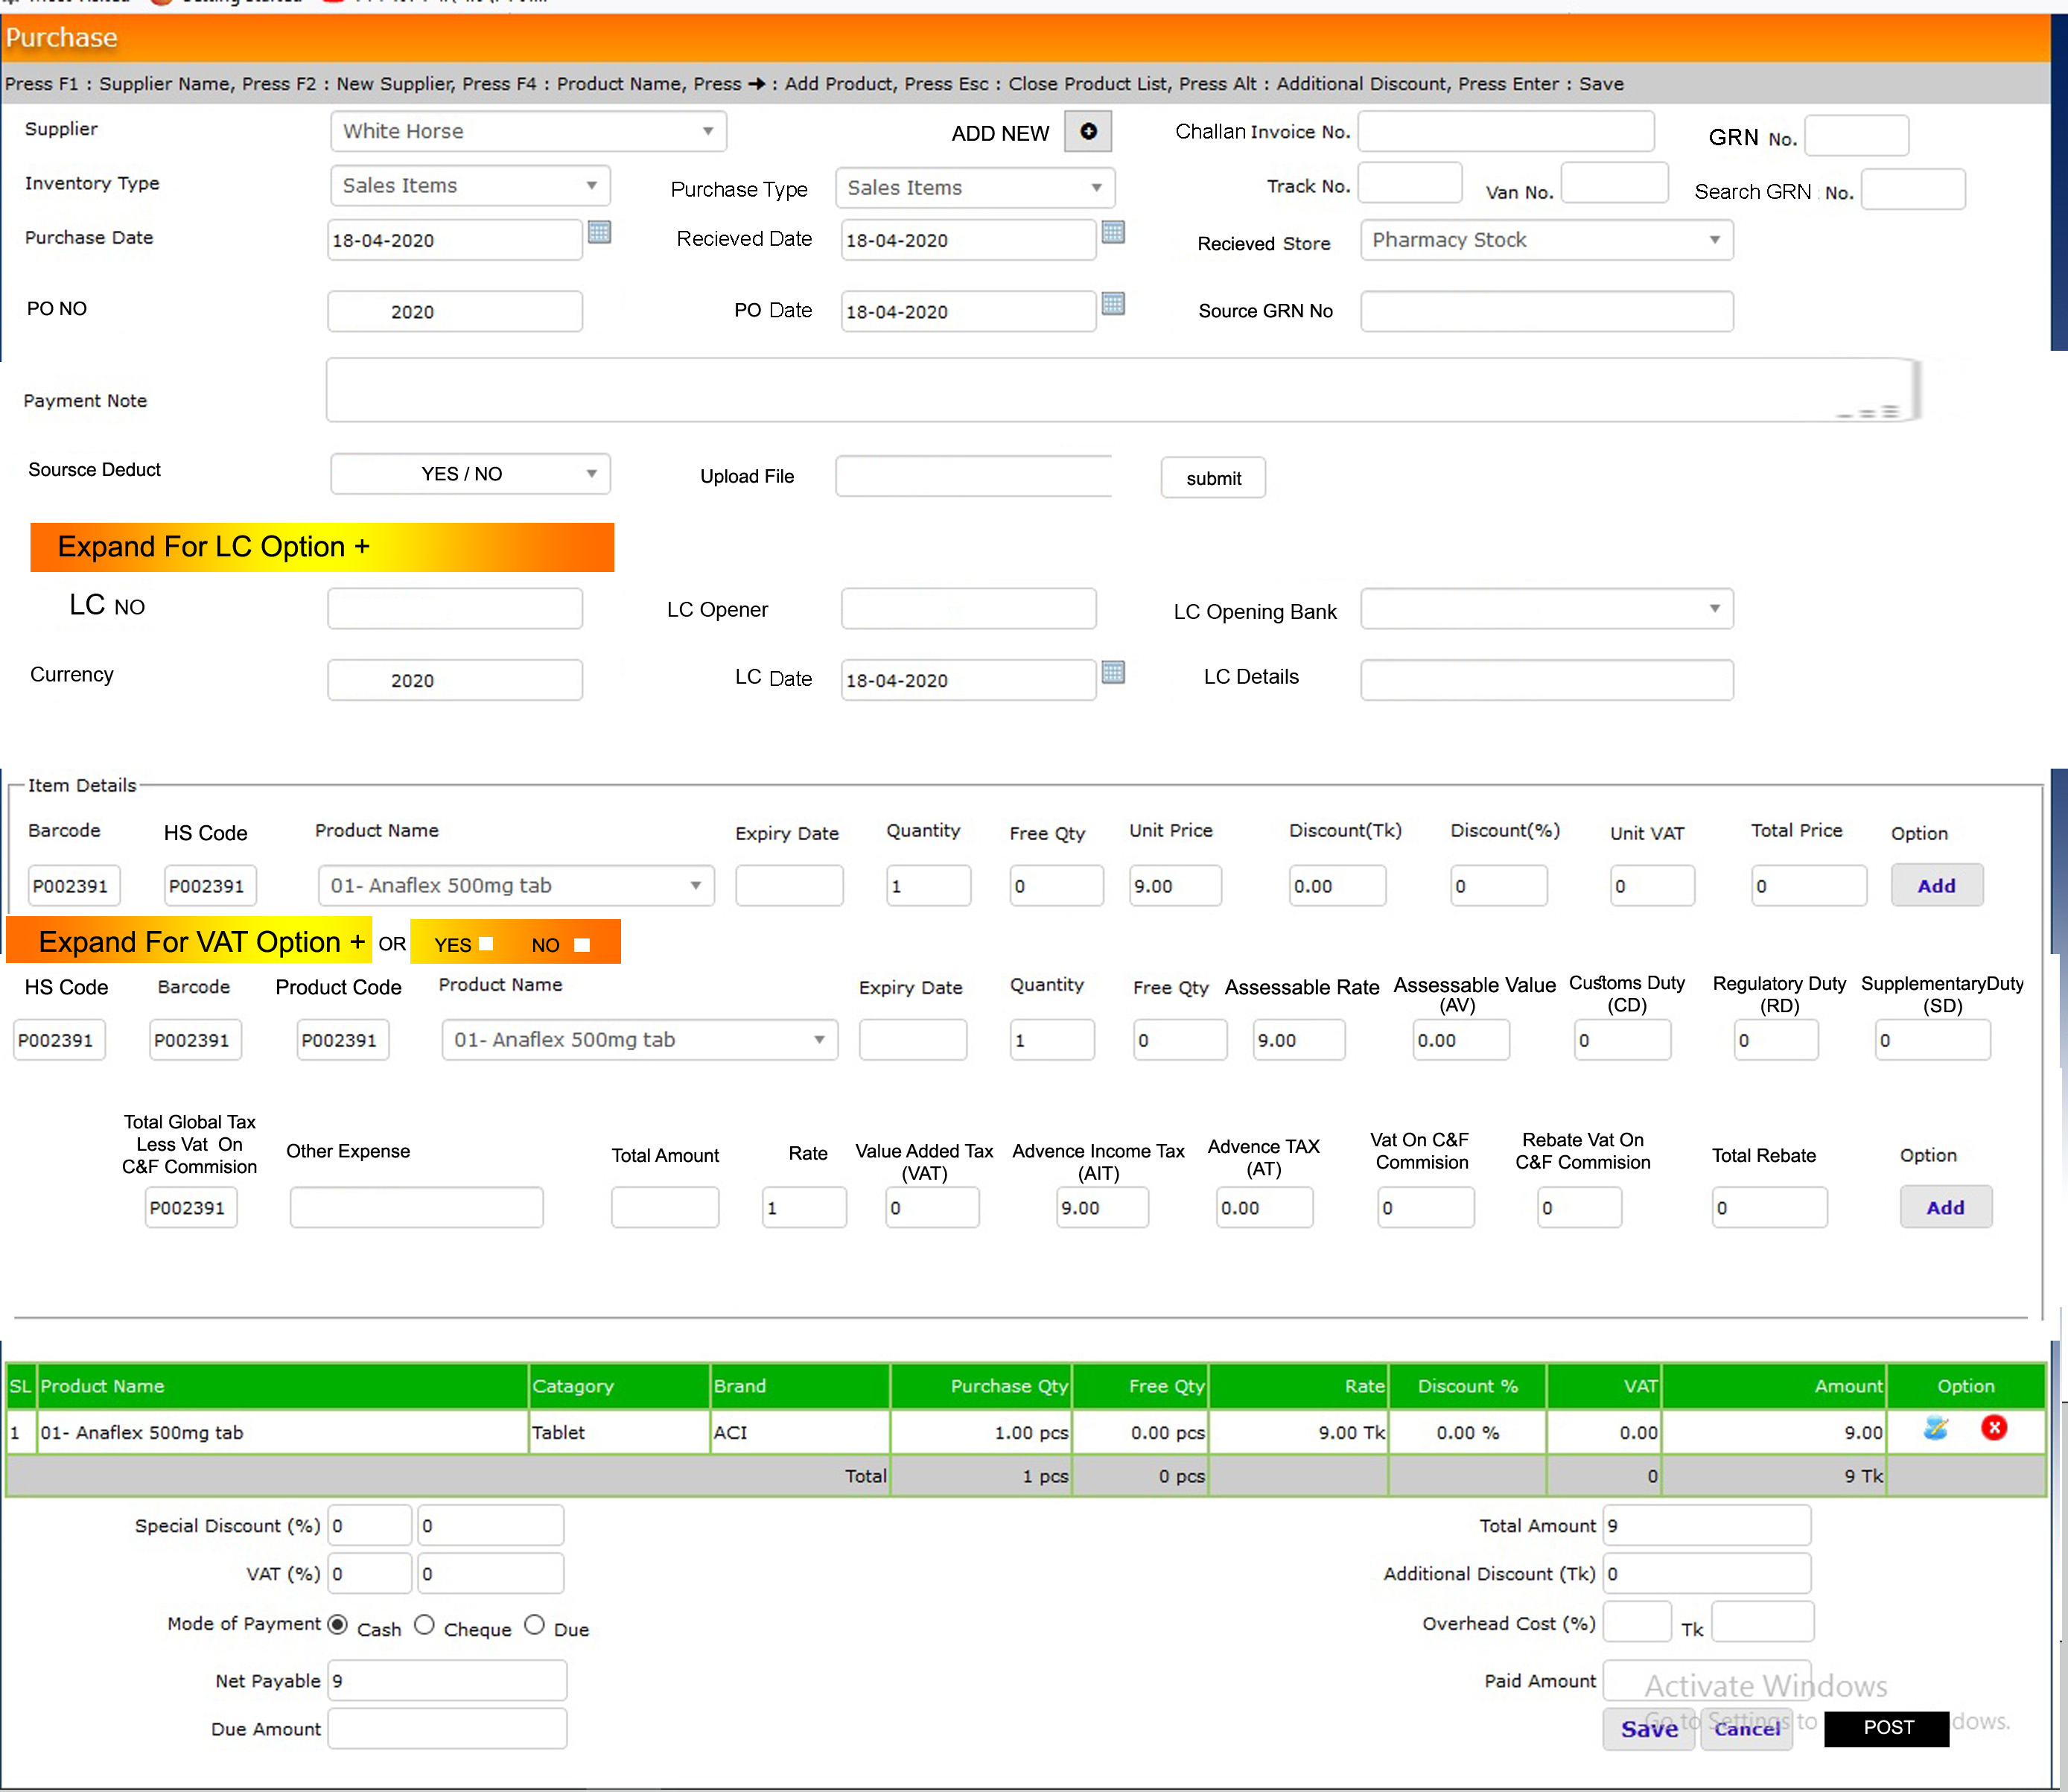 Purchase
Press F1 : Supplier Name, Press F2 : New Supplier, Press F4 : Product Name, Press ➔ : Add Product, Press Esc : Close Product List, Press Alt : Additional Discount, Press Enter : Save
Supplier White Horse ADD NEW Challan Invoice No. GRN No.
Inventory Type Sales Items Purchase Type Sales Items Track No. Van No. Search GRN No.
Purchase Date 18-04-2020 Recieved Date 18-04-2020 Recieved Store Pharmacy Stock
PO NO 2020 PO Date 18-04-2020 Source GRN No
Payment Note
Soursce Deduct YES / NO Upload File submit
Expand For LC Option +
LC NO LC Opener LC Opening Bank
Currency 2020 LC Date 18-04-2020 LC Details
Item Details
Barcode HS Code Product Name Expiry Date Quantity Free Qty Unit Price Discount(Tk) Discount(%) Unit VAT Total Price Option
P002391 P002391 01- Anaflex 500mg tab 1 0 9.00 0.00 0 0 0 Add
Expand For VAT Option + OR YES NO
HS Code Barcode Product Code Product Name Expiry Date Quantity Free Qty Assessable Rate Assessable Value Customs Duty Regulatory Duty SupplementaryDuty
(AV) (CD) (RD) (SD)
P002391 P002391 P002391 01- Anaflex 500mg tab 1 0 9.00 0.00 0 0 0
Total Global Tax
Less Vat On
C&F Commision
Other Expense Total Amount Rate Value Added Tax
(VAT)
Advence Income Tax
(AIT)
Advence TAX
(AT)
Vat On C&F
Commision
Rebate Vat On
C&F Commision
Total Rebate Option
P002391 1 0 9.00 0.00 0 0 0 Add
SL Product Name Catagory Brand Purchase Qty Free Qty Rate Discount % VAT Amount Option
1 01- Anaflex 500mg tab Tablet ACI 1.00 pcs 0.00 pcs 9.00 Tk 0.00 % 0.00 9.00
Total 1 pcs 0 pcs 0 9 Tk
Special Discount (%) 0 0 Total Amount 9
VAT (%) 0 0 Additional Discount (Tk) 0
Mode of Payment Cash Cheque Due Overhead Cost (%) Tk
Net Payable 9 Paid Amount
Activate Windows
Due Amount Save Cancel POST
Go to Settings to dows.